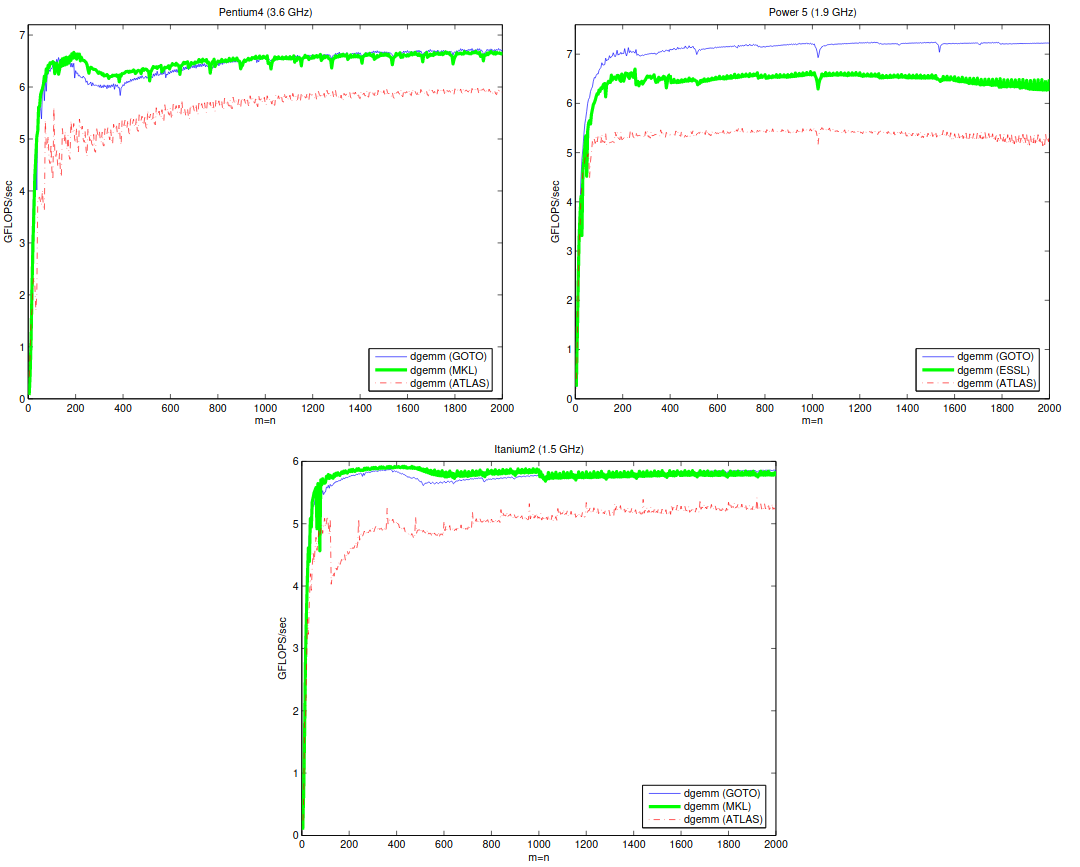 Pentium4 (3.6 GHz)
7
6
5
4
3
2
1
0
GFLOPS/sec
0 200 400 600 800 1000 1200 1400 1600 1800 2000
m=n
dgemm (GOTO)
dgemm (MKL)
dgemm (ATLAS)
Power 5 (1.9 GHz)
7
6
5
4
3
2
1
0
GFLOPS/sec
0 200 400 600 800 1000 1200 1400 1600 1800 2000
m=n
dgemm (GOTO)
dgemm (ESSL)
dgemm (ATLAS)
Itanium2 (1.5 GHz)
6
5
4
3
2
1
0
GFLOPS/sec
0 200 400 600 800 1000 1200 1400 1600 1800 2000
m=n
dgemm (GOTO)
dgemm (MKL)
dgemm (ATLAS)